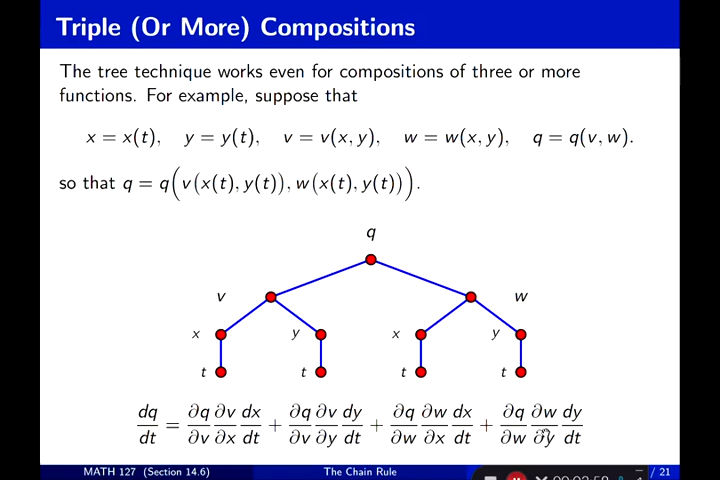 Triple (Or More) Compositions
The tree technique works even for compositions of three or more
functions. For example, suppose that
x = x(t), y = y(t), v = v(x, y), w = w(x, y), q = q(v, w).
so that q = q(v(x(t), y(t)), w(x(t), y(t))).
q
v w
x y x y
t t t t
dq/dt = ∂q/∂v ∂v/∂x dx/dt + ∂q/∂v ∂v/∂y dy/dt + ∂q/∂w ∂w/∂x dx/dt + ∂q/∂w ∂w/∂y dy/dt
MATH 127 (Section 14.6) The Chain Rule / 21